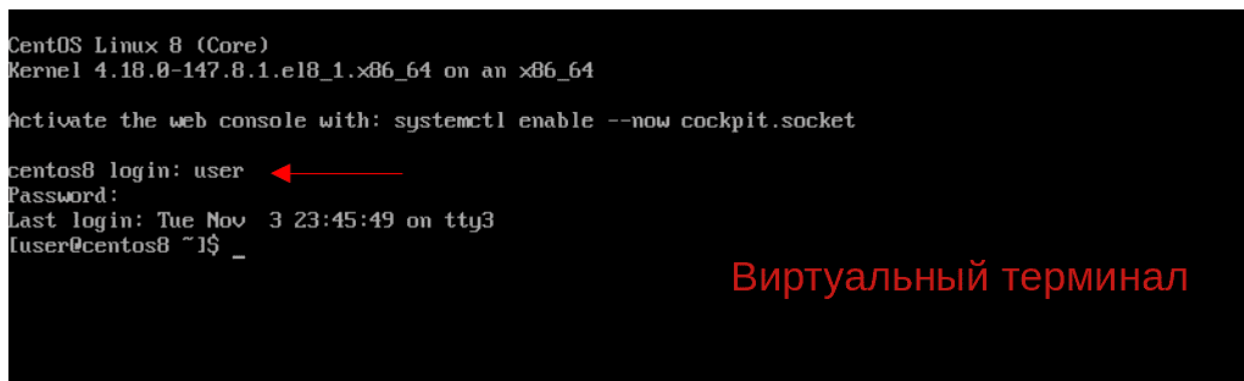 CentOS Linux 8 (Core)
Kernel 4.18.0-147.8.1.el8_1.x86_64 on an x86_64
Activate the web console with: systemctl enable --now cockpit.socket
centos8 login: user
Password:
Last login: Tue Nov  3 23:45:49 on tty3
[user@centos8 ~]$ _
Виртуальный терминал